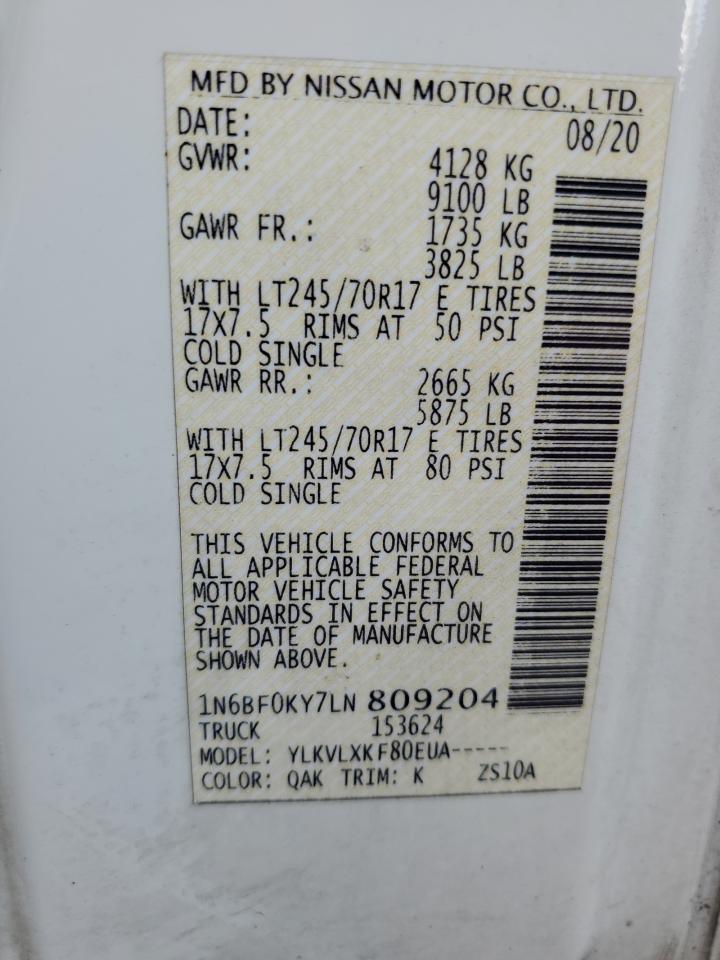 MFD BY NISSAN MOTOR CO., LTD.
DATE: 08/20
GVWR: 4128 KG
9100 LB
GAWR FR.: 1735 KG
3825 LB
WITH LT245/70R17 E TIRES
17X7.5 RIMS AT 50 PSI
COLD SINGLE
GAWR RR.: 2665 KG
5875 LB
WITH LT245/70R17 E TIRES
17X7.5 RIMS AT 80 PSI
COLD SINGLE
THIS VEHICLE CONFORMS TO
ALL APPLICABLE FEDERAL
MOTOR VEHICLE SAFETY
STANDARDS IN EFFECT ON
THE DATE OF MANUFACTURE
SHOWN ABOVE.
1N6BF0KY7LN 809204
TRUCK 153624
MODEL: YLKVLXKF80EUA-----
COLOR: QAK TRIM: K ZS10A